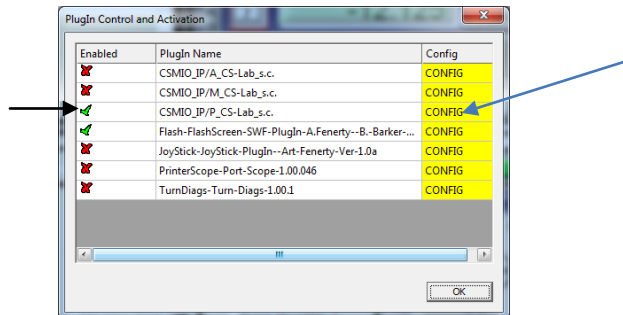 PlugIn Control and Activation
Enabled PlugIn Name Config
CSMIO_IP/A_CS-Lab_s.c. CONFIG
CSMIO_IP/M_CS-Lab_s.c. CONFIG
CSMIO_IP/P_CS-Lab_s.c. CONFIG
Flash-FlashScreen-SWF-PlugIn-A.Fenerty--B.-Barker-... CONFIG
JoyStick-JoyStick-PlugIn--Art-Fenerty-Ver-1.0a CONFIG
PrinterScope-Port-Scope-1.00.046 CONFIG
TurnDiags-Turn-Diags-1.00.1 CONFIG
OK